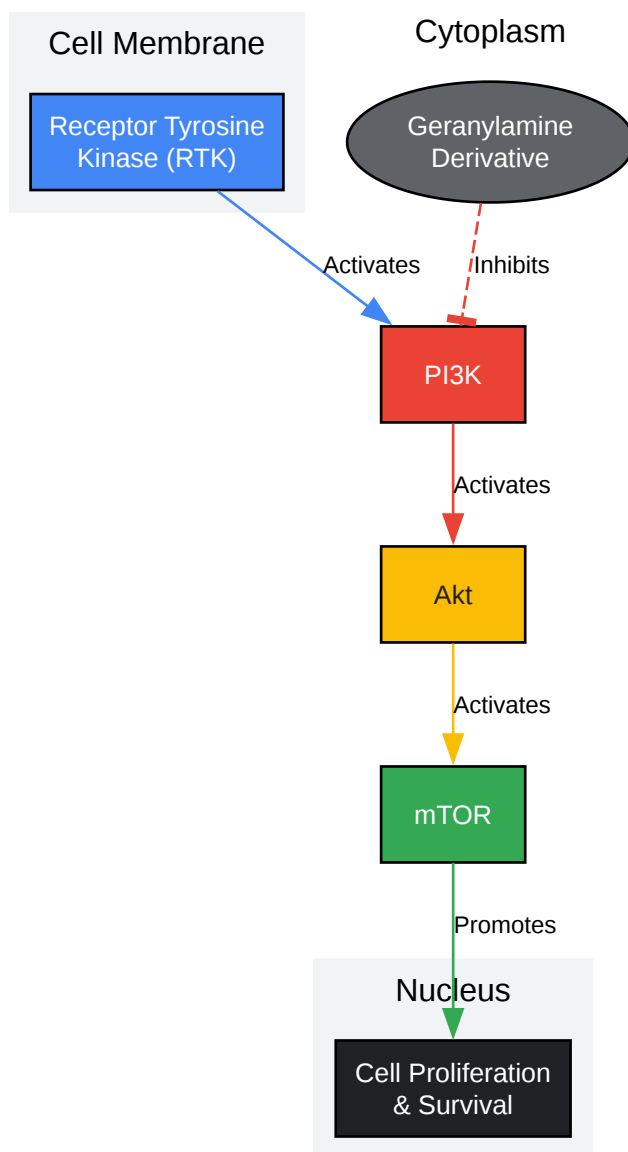 Cell Membrane
Cytoplasm
Receptor Tyrosine
Kinase (RTK)
Geranylamine
Derivative
Activates
Inhibits
PI3K
Activates
Akt
Activates
mTOR
Promotes
Nucleus
Cell Proliferation
& Survival